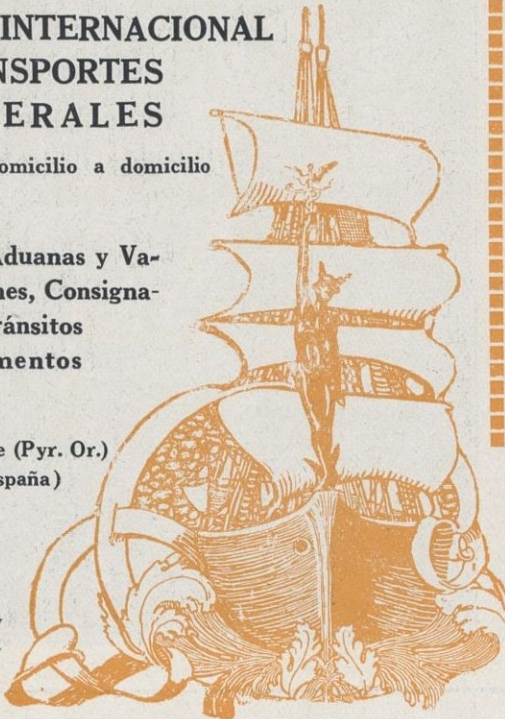 INTERNACIONAL
NSPORTES
ERALES
omicilio a domicilio
Aduanas y Va-
nes, Consigna-
ránsitos
mentos
e (Pyr. Or.)
spaña)